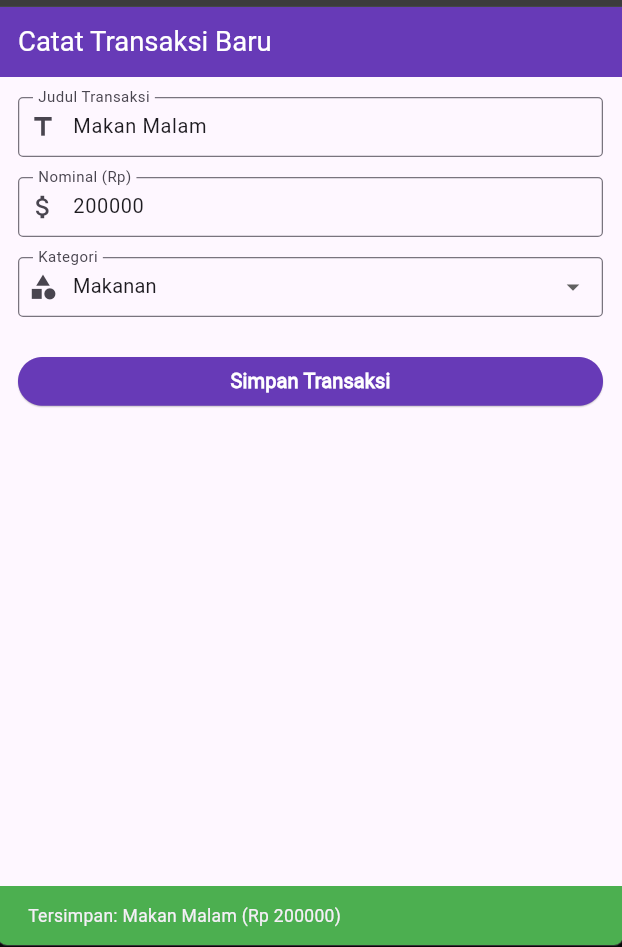 Catat Transaksi Baru
Judul Transaksi
Makan Malam
Nominal (Rp)
$ 200000
Kategori
Makanan
Simpan Transaksi
Tersimpan: Makan Malam (Rp 200000)